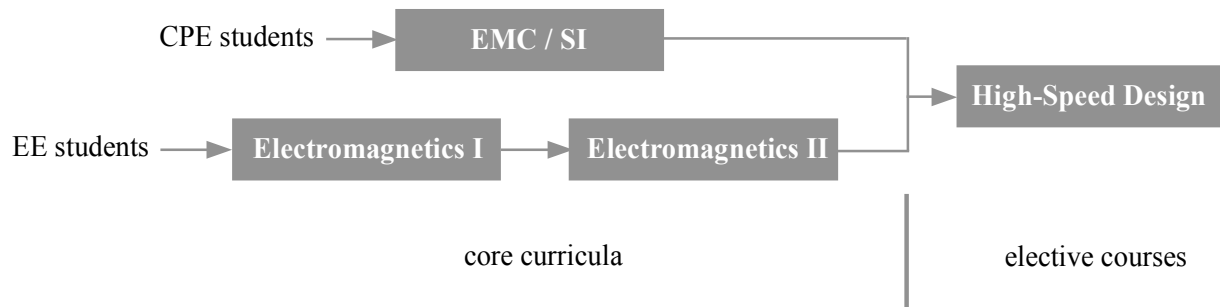 CPE students
EMC / SI
High-Speed Design
EE students
Electromagnetics I
Electromagnetics II
core curricula
elective courses